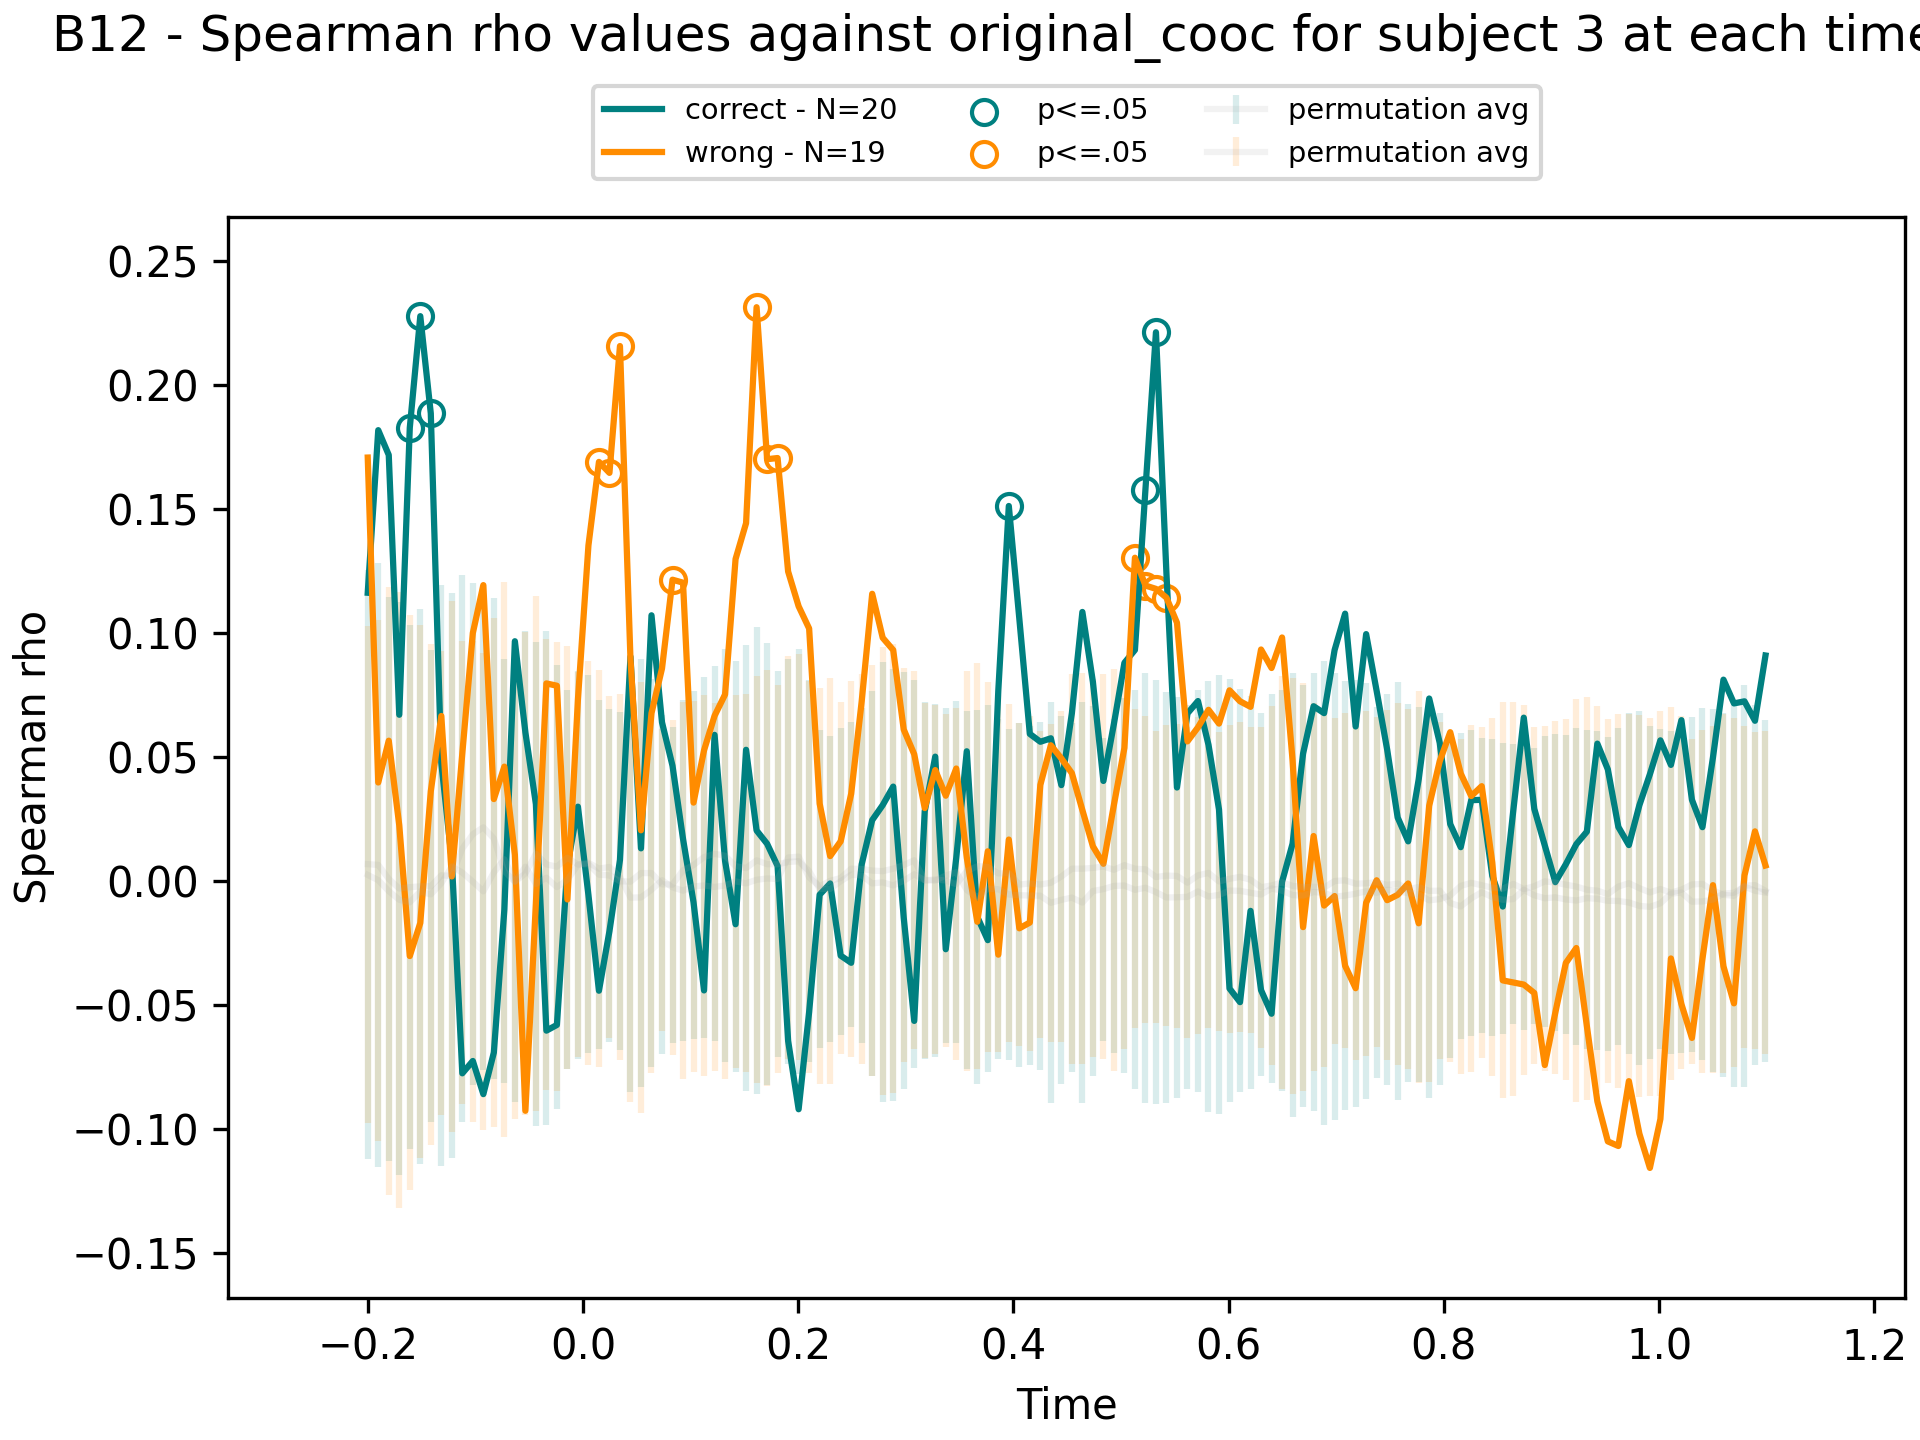 B12 - Spearman rho values against original_cooc for subject 3 at each time
correct - N=20
p<=.05
permutation avg
wrong - N=19
p<=.05
permutation avg
Spearman rho
0.25
0.20
0.15
0.10
0.05
0.00
−0.05
−0.10
−0.15
−0.2
0.0
0.2
0.4
0.6
0.8
1.0
1.2
Time